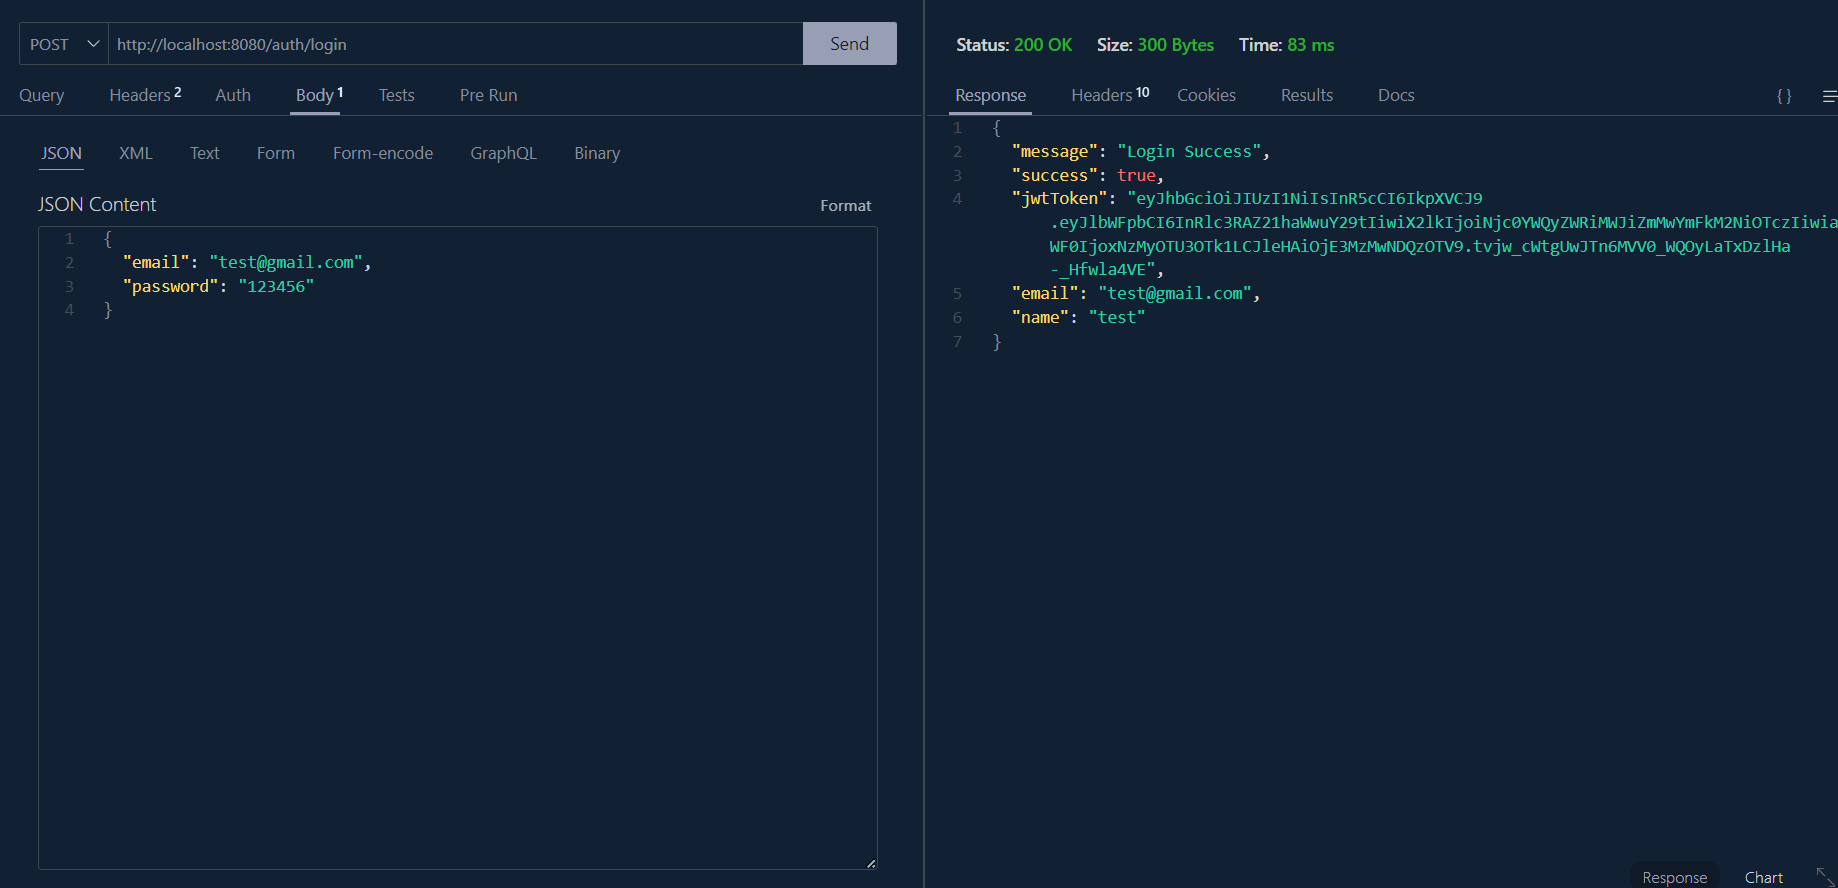 POST http://localhost:8080/auth/login Send
Query Headers 2 Auth Body 1 Tests Pre Run
JSON XML Text Form Form-encode GraphQL Binary
JSON Content Format
1 {
2 "email": "test@gmail.com",
3 "password": "123456"
4 }
Status: 200 OK Size: 300 Bytes Time: 83 ms
Response Headers 10 Cookies Results Docs { }
1 {
2 "message": "Login Success",
3 "success": true,
4 "jwtToken": "eyJhbGciOiJIUzI1NiIsInR5cCI6IkpXVCJ9
.eyJlbWFpbCI6InRlc3RAZ21haWwuY29tIiwiX2lkIjoiNjc0YWQyZWRiMWJiZmMwYmFkM2NiOTczIiwia
WF0IjoxNzMyOTU3OTk1LCJleHAiOjE3MzMwNDQzOTV9.tvjw_cWtgUwJTn6MVV0_WQOyLaTxDzlHa
-_Hfwla4VE",
5 "email": "test@gmail.com",
6 "name": "test"
7 }
Response Chart